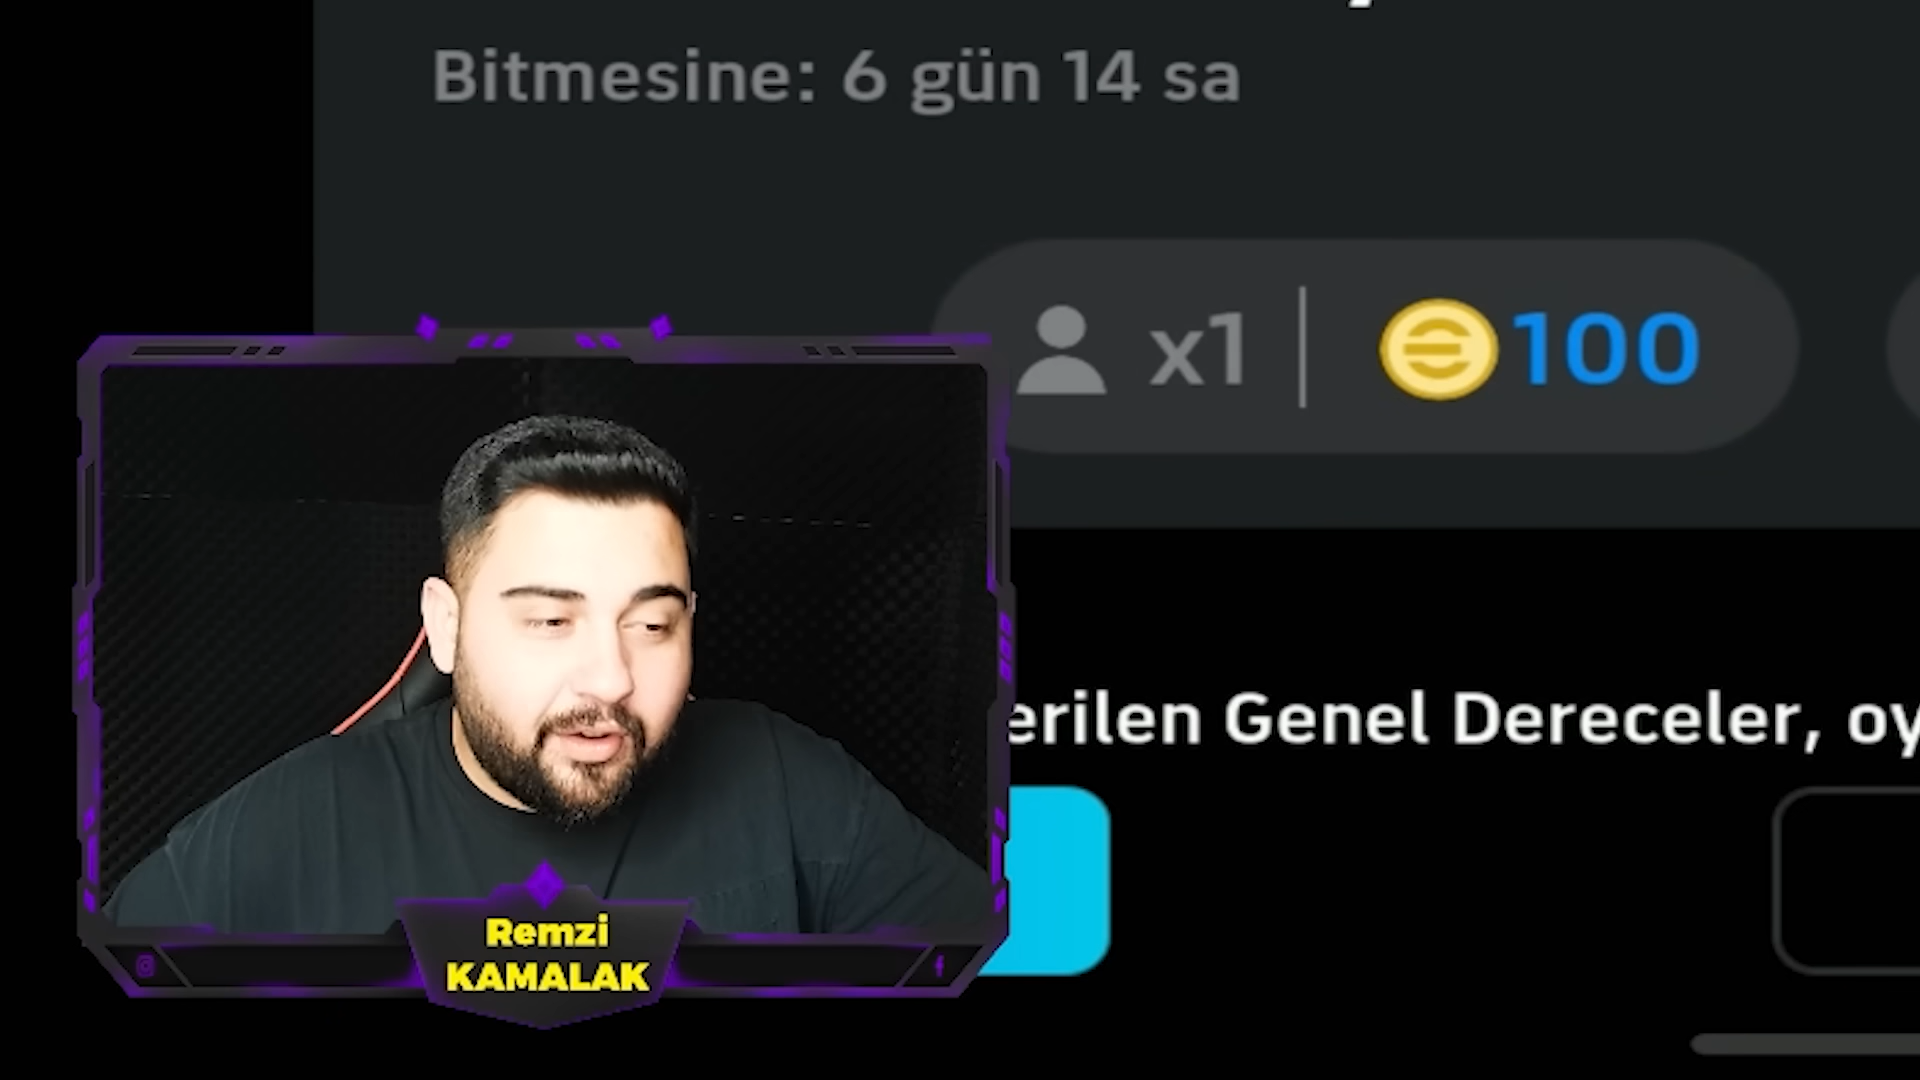 Bitmesine: 6 gün 14 sa
x1 | 100
erilen Genel Dereceler, oy
Remzi
KAMALAK